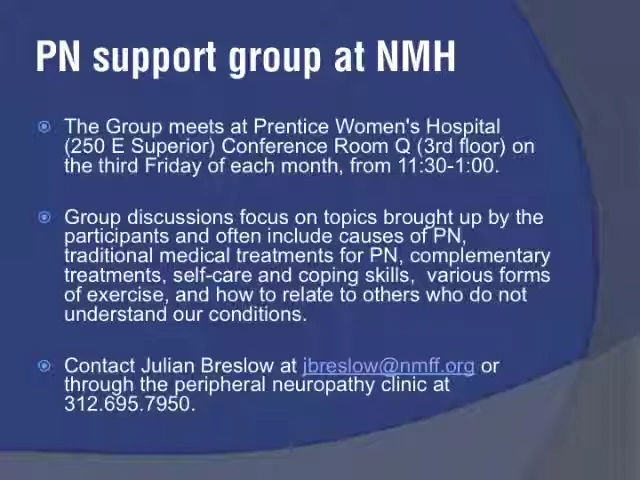 PN support group at NMH
The Group meets at Prentice Women's Hospital
(250 E Superior) Conference Room Q (3rd floor) on
the third Friday of each month, from 11:30-1:00.
Group discussions focus on topics brought up by the
participants and often include causes of PN,
traditional medical treatments for PN, complementary
treatments, self-care and coping skills,  various forms
of exercise, and how to relate to others who do not
understand our conditions.
Contact Julian Breslow at jbreslow@nmff.org or
through the peripheral neuropathy clinic at
312.695.7950.